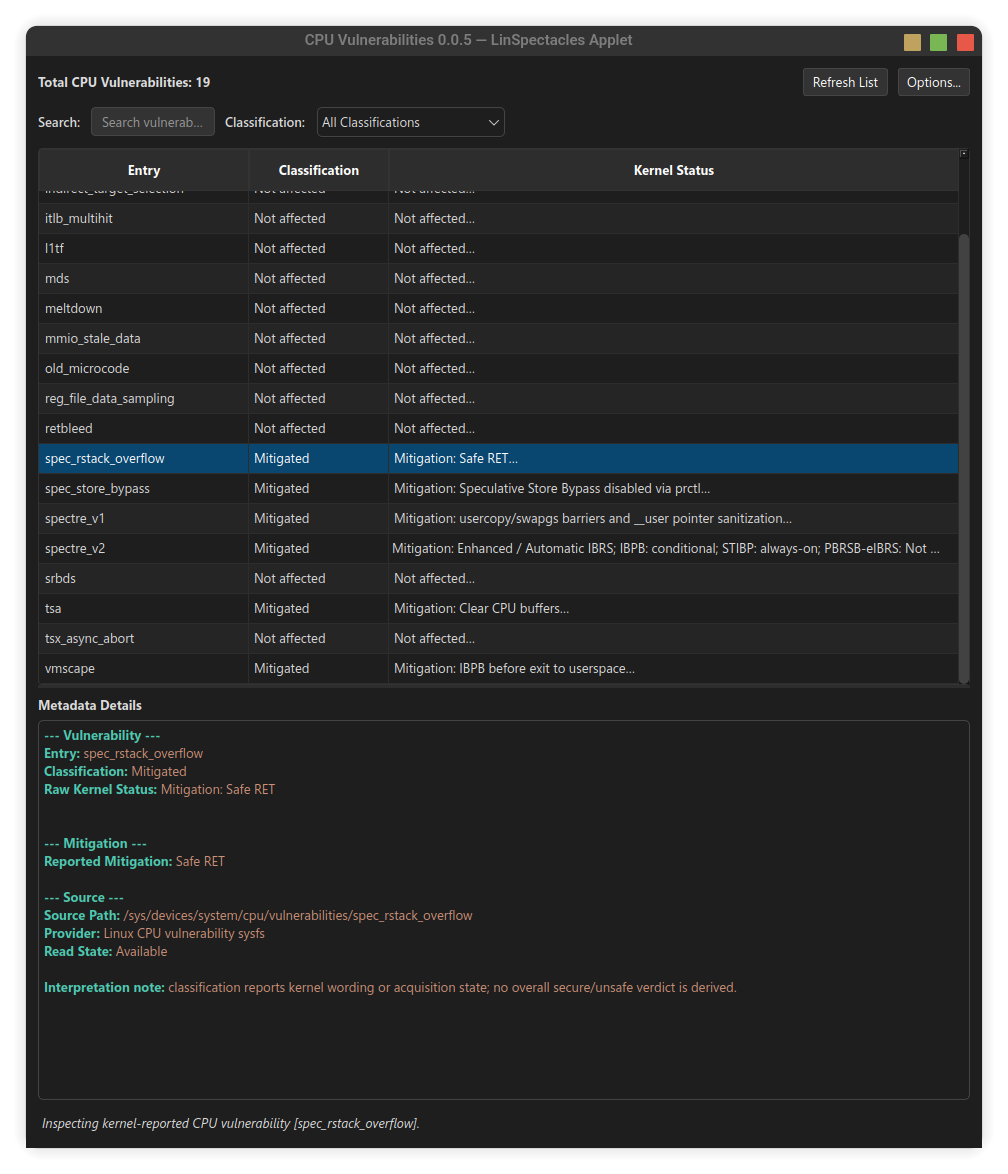 CPU Vulnerabilities 0.0.5 — LinSpectacles Applet
Total CPU Vulnerabilities: 19 Refresh List Options...
Search: Search vulnerab... Classification: All Classifications
Entry Classification Kernel Status
indirect_target_selection Not affected Not affected...
itlb_multihit Not affected Not affected...
l1tf Not affected Not affected...
mds Not affected Not affected...
meltdown Not affected Not affected...
mmio_stale_data Not affected Not affected...
old_microcode Not affected Not affected...
reg_file_data_sampling Not affected Not affected...
retbleed Not affected Not affected...
spec_rstack_overflow Mitigated Mitigation: Safe RET...
spec_store_bypass Mitigated Mitigation: Speculative Store Bypass disabled via prctl...
spectre_v1 Mitigated Mitigation: usercopy/swapgs barriers and __user pointer sanitization...
spectre_v2 Mitigated Mitigation: Enhanced / Automatic IBRS; IBPB: conditional; STIBP: always-on; PBRSB-eIBRS: Not ...
srbds Not affected Not affected...
tsa Mitigated Mitigation: Clear CPU buffers...
tsx_async_abort Not affected Not affected...
vmscape Mitigated Mitigation: IBPB before exit to userspace...
Metadata Details
--- Vulnerability ---
Entry: spec_rstack_overflow
Classification: Mitigated
Raw Kernel Status: Mitigation: Safe RET
--- Mitigation ---
Reported Mitigation: Safe RET
--- Source ---
Source Path: /sys/devices/system/cpu/vulnerabilities/spec_rstack_overflow
Provider: Linux CPU vulnerability sysfs
Read State: Available
Interpretation note: classification reports kernel wording or acquisition state; no overall secure/unsafe verdict is derived.
Inspecting kernel-reported CPU vulnerability [spec_rstack_overflow].